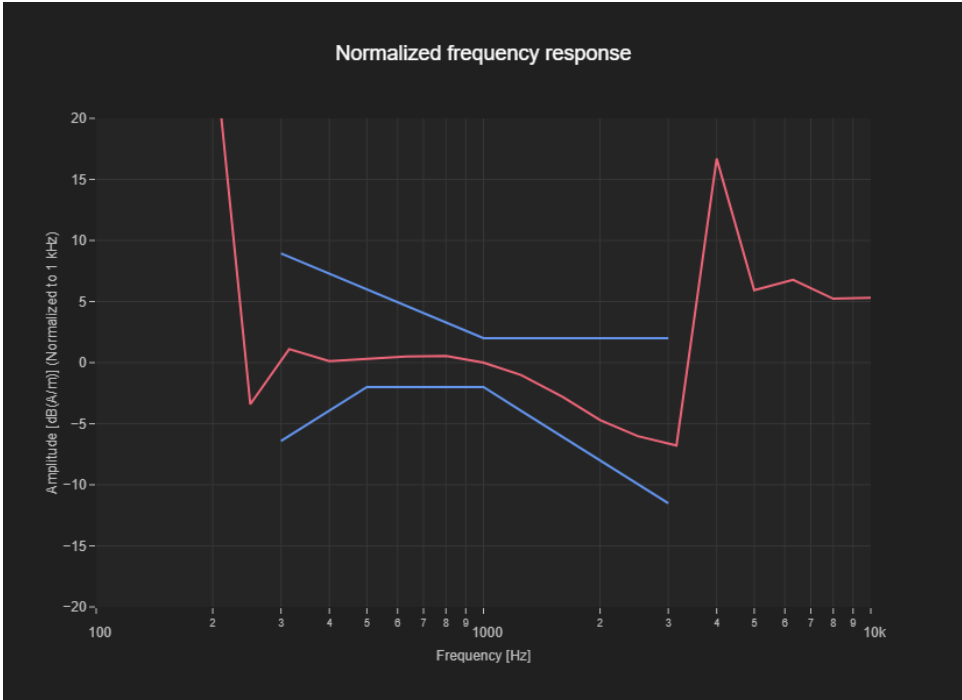 Normalized frequency response
Amplitude [dB(A/m)] (Normalized to 1 kHz)
20
15
10
5
0
−5
−10
−15
−20
2 3 4 5 6 7 8 9 2 3 4 5 6 7 8 9
100 1000 10k
Frequency [Hz]